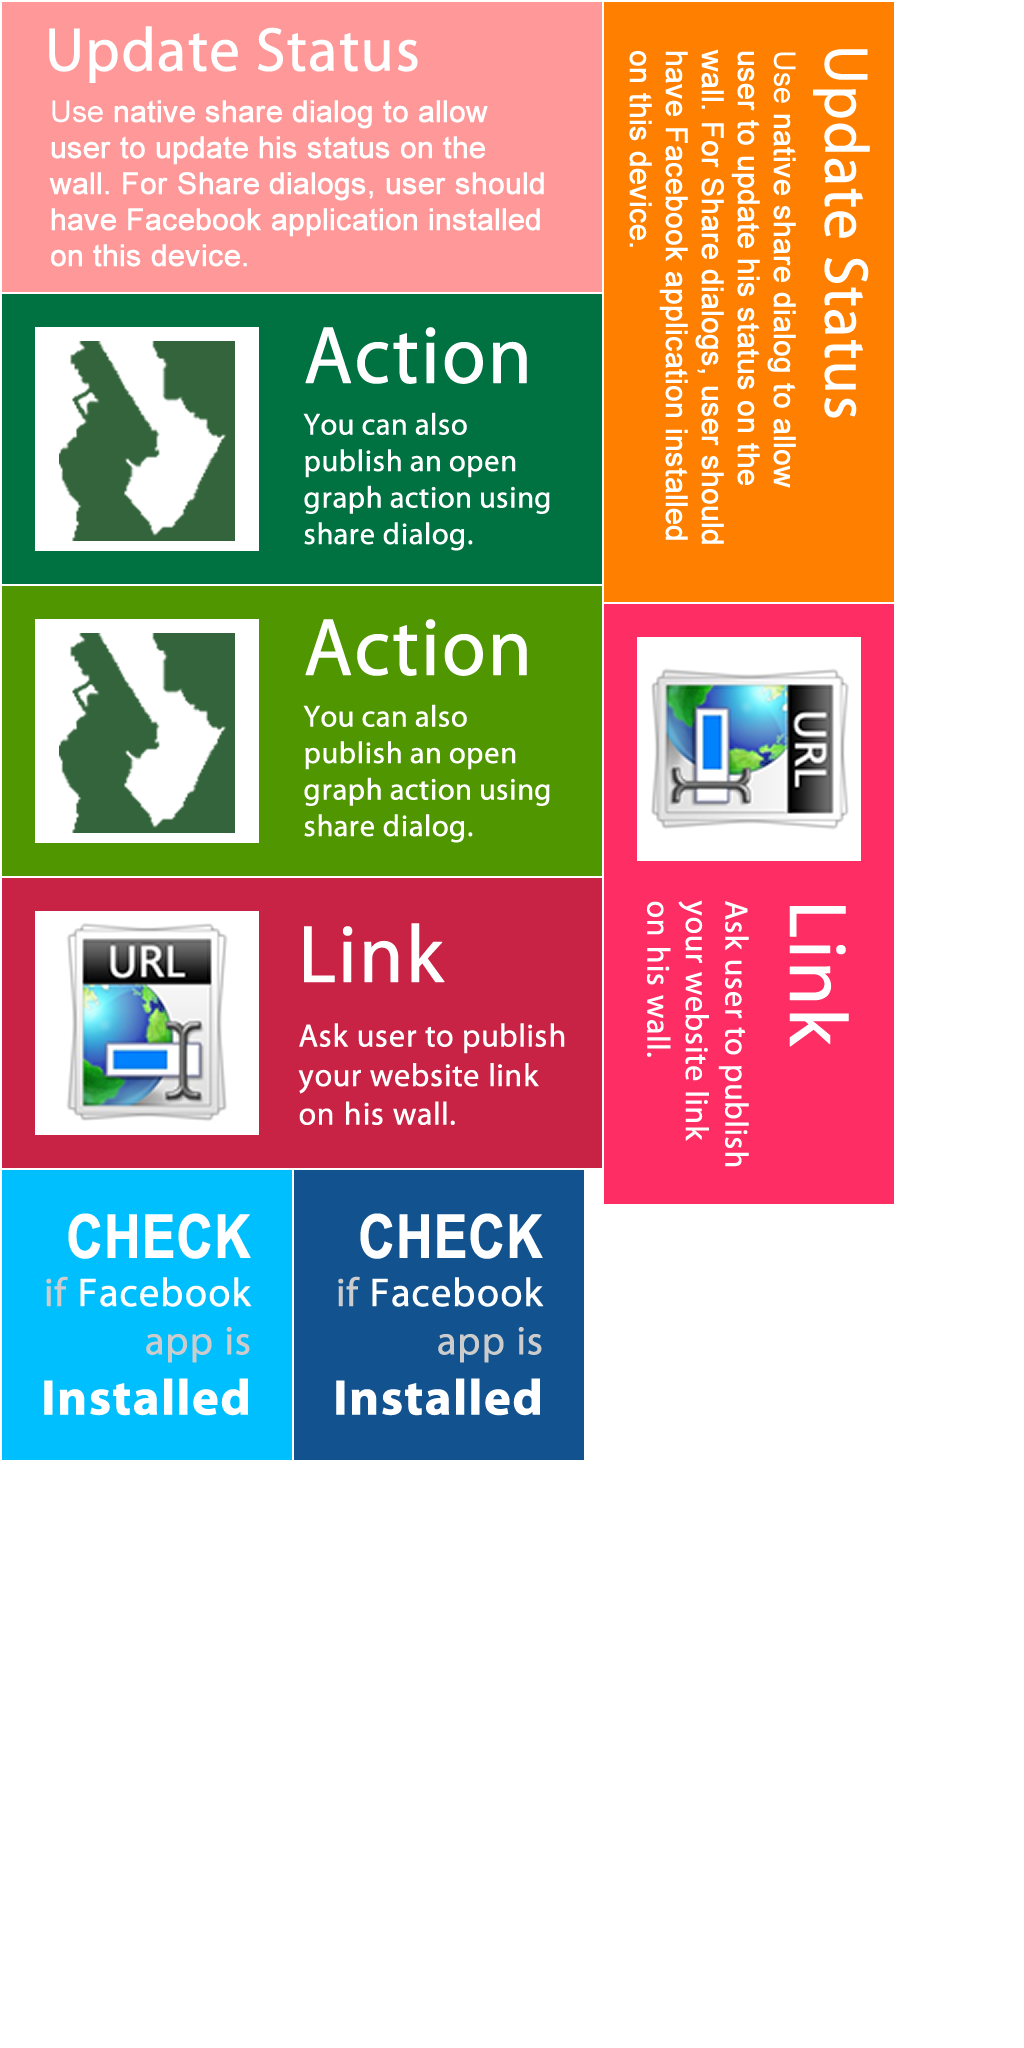 Update Status
Use native share dialog to allow
user to update his status on the
wall. For Share dialogs, user should
have Facebook application installed
on this device.
Update Status
Use native share dialog to allow
user to update his status on the
wall. For Share dialogs, user should
have Facebook application installed
on this device.
Action
You can also
publish an open
graph action using
share dialog.
Action
You can also
publish an open
graph action using
share dialog.
URL
Link
Ask user to publish
your website link
on his wall.
URL
Link
Ask user to publish
your website link
on his wall.
CHECK
if Facebook
app is
Installed
CHECK
if Facebook
app is
Installed